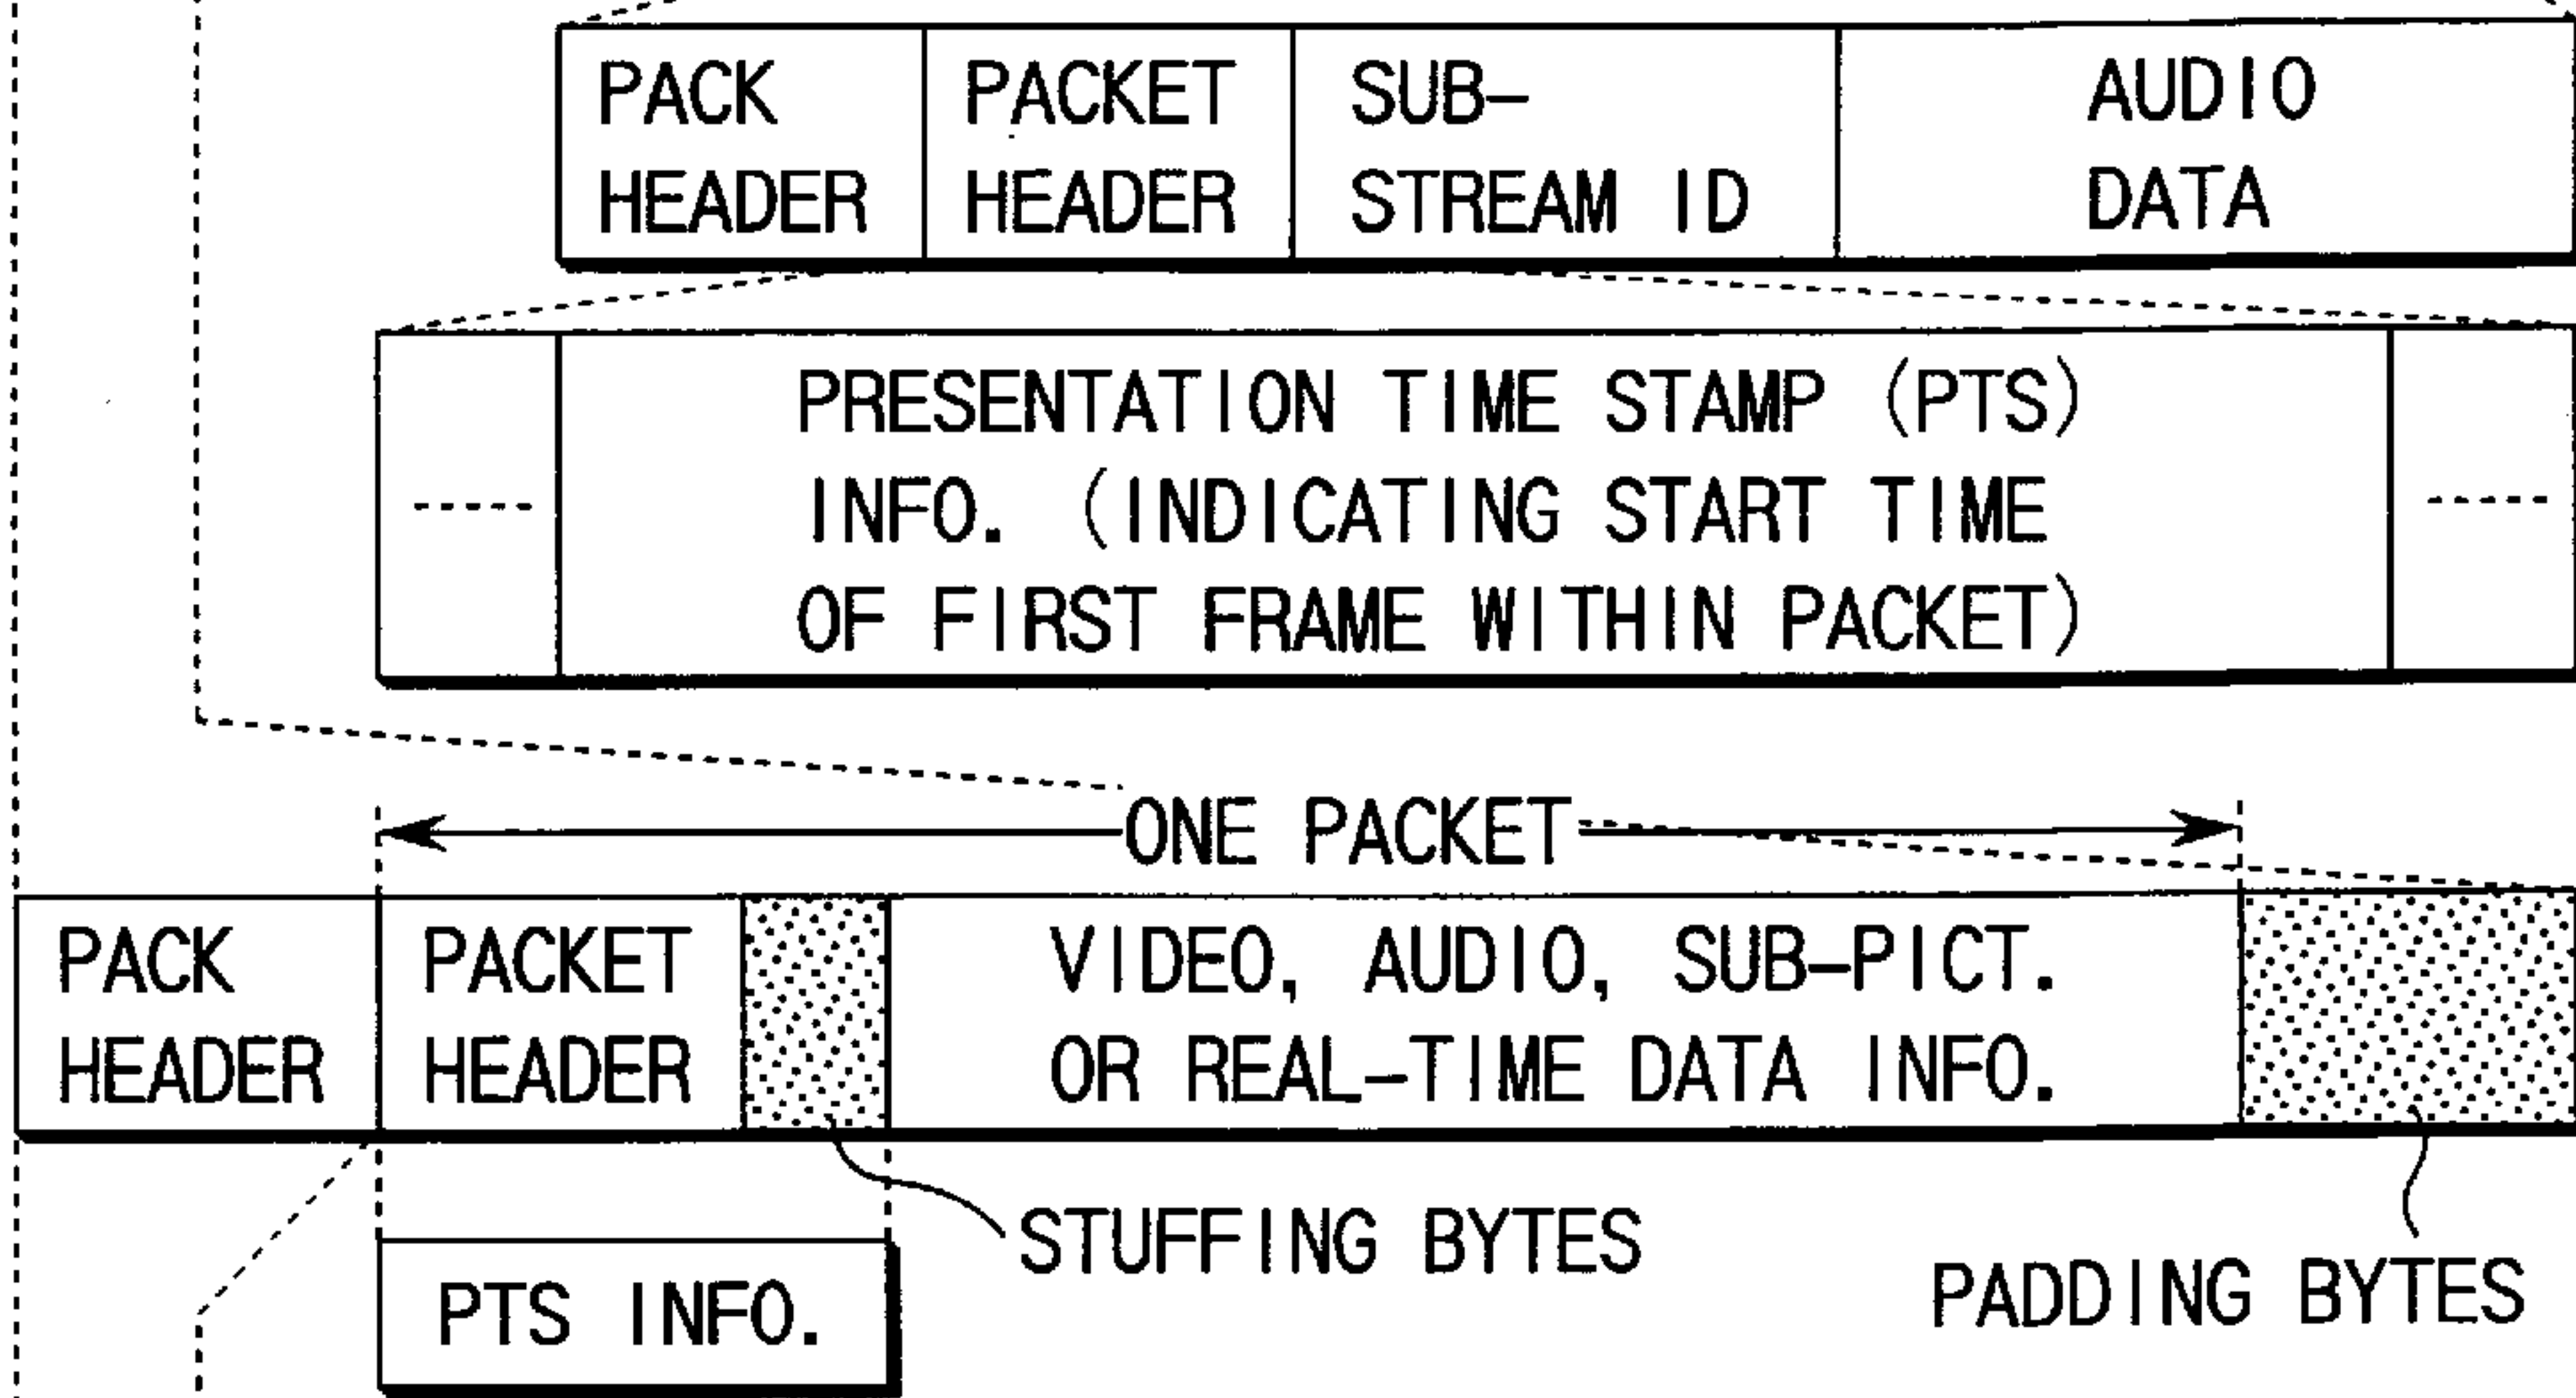 PACK HEADER
PACKET HEADER
SUB-STREAM ID
AUDIO DATA
PRESENTATION TIME STAMP (PTS)
INFO. (INDICATING START TIME
OF FIRST FRAME WITHIN PACKET)
ONE PACKET
PACK HEADER
PACKET HEADER
VIDEO, AUDIO, SUB-PICT.
OR REAL-TIME DATA INFO.
STUFFING BYTES
PADDING BYTES
PTS INFO.